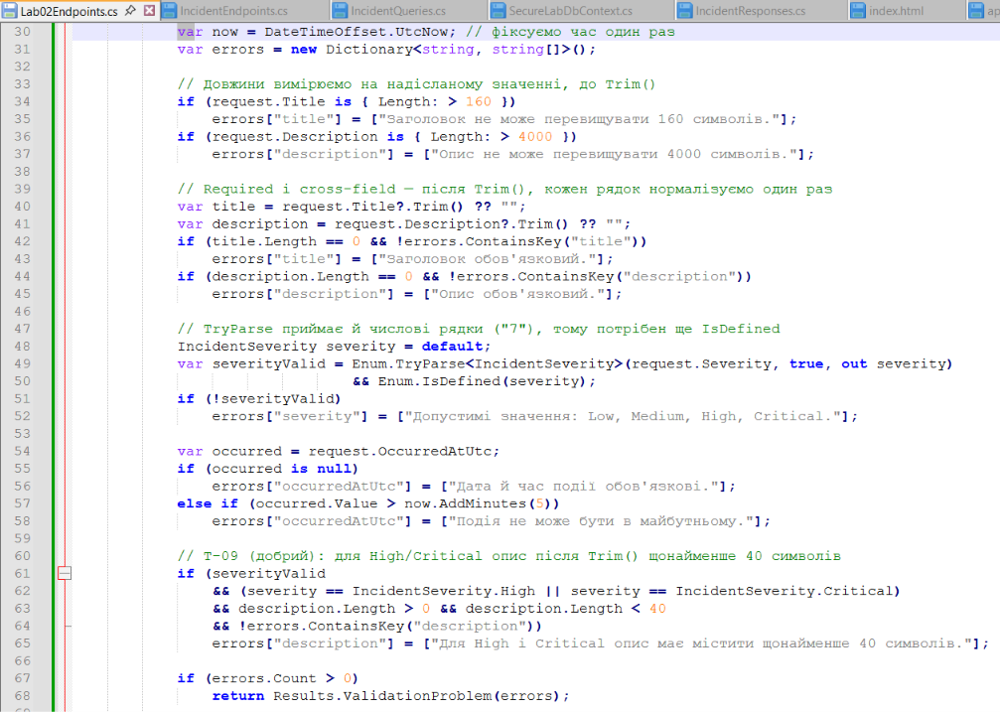 Lab02Endpoints.cs IncidentEndpoints.cs IncidentQueries.cs SecureLabDbContext.cs IncidentResponses.cs index.html ap
30 var now = DateTimeOffset.UtcNow; // фіксуємо час один раз
31 var errors = new Dictionary<string, string[]>();
32
33 // Довжини вимірюємо на надісланому значенні, до Trim()
34 if (request.Title is { Length: > 160 })
35 errors["title"] = ["Заголовок не може перевищувати 160 символів."];
36 if (request.Description is { Length: > 4000 })
37 errors["description"] = ["Опис не може перевищувати 4000 символів."];
38
39 // Required і cross-field — після Trim(), кожен рядок нормалізуємо один раз
40 var title = request.Title?.Trim() ?? "";
41 var description = request.Description?.Trim() ?? "";
42 if (title.Length == 0 && !errors.ContainsKey("title"))
43 errors["title"] = ["Заголовок обов'язковий."];
44 if (description.Length == 0 && !errors.ContainsKey("description"))
45 errors["description"] = ["Опис обов'язковий."];
46
47 // TryParse приймає й числові рядки ("7"), тому потрібен ще IsDefined
48 IncidentSeverity severity = default;
49 var severityValid = Enum.TryParse<IncidentSeverity>(request.Severity, true, out severity)
50 && Enum.IsDefined(severity);
51 if (!severityValid)
52 errors["severity"] = ["Допустимі значення: Low, Medium, High, Critical."];
53
54 var occurred = request.OccurredAtUtc;
55 if (occurred is null)
56 errors["occurredAtUtc"] = ["Дата й час події обов'язкові."];
57 else if (occurred.Value > now.AddMinutes(5))
58 errors["occurredAtUtc"] = ["Подія не може бути в майбутньому."];
59
60 // T-09 (добрий): для High/Critical опис після Trim() щонайменше 40 символів
61 if (severityValid
62 && (severity == IncidentSeverity.High || severity == IncidentSeverity.Critical)
63 && description.Length > 0 && description.Length < 40
64 && !errors.ContainsKey("description"))
65 errors["description"] = ["Для High і Critical опис має містити щонайменше 40 символів."];
66
67 if (errors.Count > 0)
68 return Results.ValidationProblem(errors);